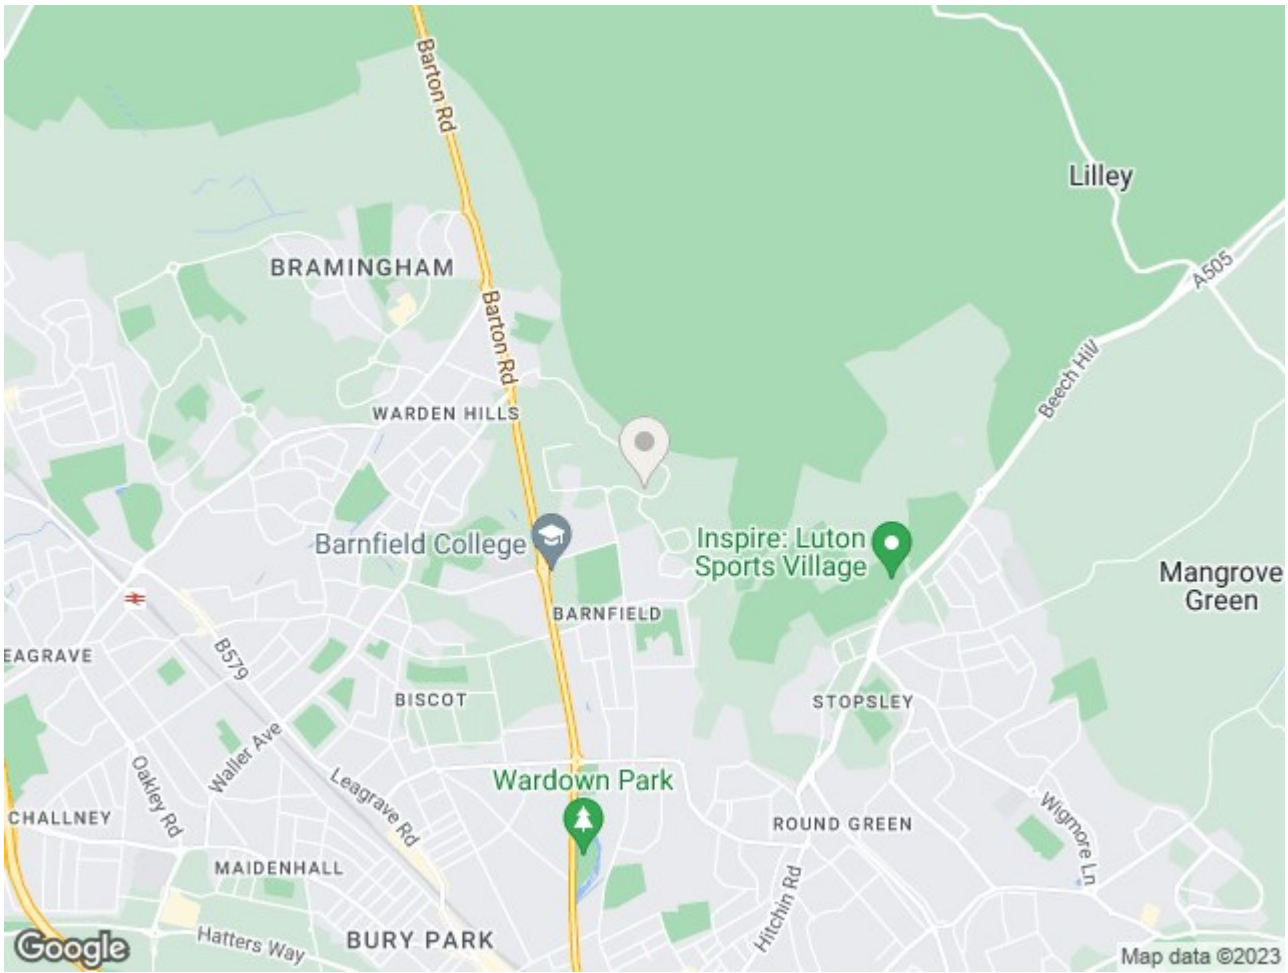 Barton Rd
Lilley
A505
BRAMINGHAM
Barton Rd
Beech Hill
WARDEN HILLS
Barnfield College
Inspire: Luton
Sports Village
Mangrove
Green
BARNFIELD
EAGRAVE
B579
BISCOT
STOPSLEY
Waller Ave
Oakley Rd
Leagrave Rd
Wardown Park
CHALLNEY
ROUND GREEN
Wigmore Ln
MAIDENHALL
Hitchin Rd
Hatters Way
BURY PARK
Google
Map data ©2023